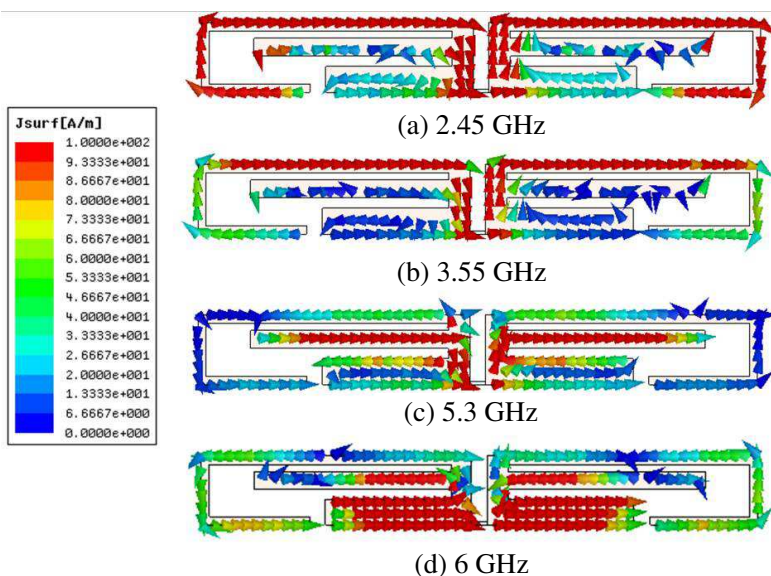 (a) 2.45 GHz
Jsurf[A/m]
1.0000e+002
9.3333e+001
8.6667e+001
8.0000e+001
7.3333e+001
6.6667e+001
6.0000e+001
5.3333e+001
4.6667e+001
4.0000e+001
3.3333e+001
2.6667e+001
2.0000e+001
1.3333e+001
6.6667e+000
0.0000e+000
(b) 3.55 GHz
(c) 5.3 GHz
(d) 6 GHz